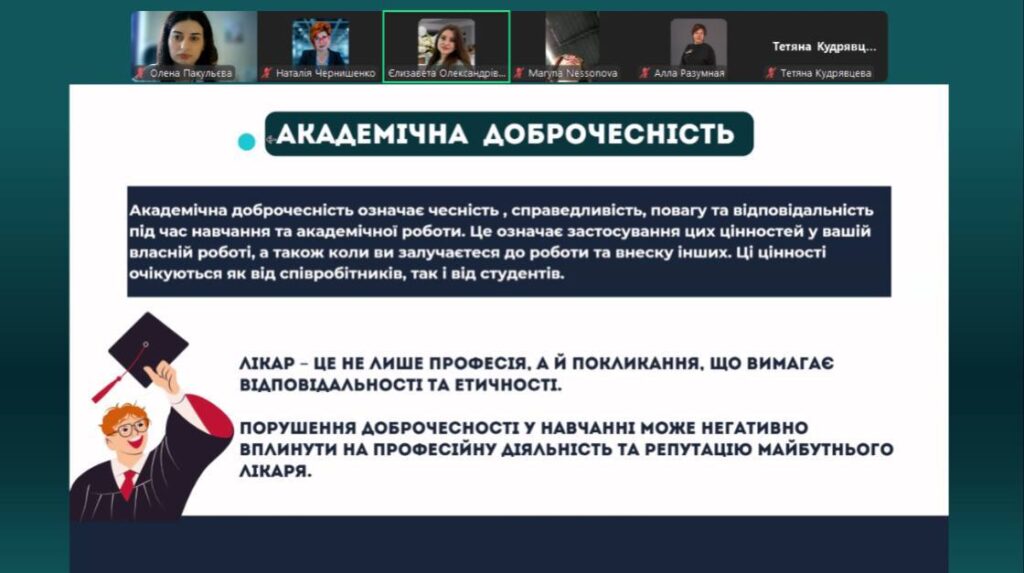 Тетяна Кудрявц...
Олена Пакульєва
Наталія Чернишенко
Єлизавета Олександрів...
Maryna Nessonova
Алла Разумная
Тетяна Кудрявцева
АКАДЕМІЧНА ДОБРОЧЕСНІСТЬ
Академічна доброчесність означає чесність , справедливість, повагу та відповідальність
під час навчання та академічної роботи. Це означає застосування цих цінностей у вашій
власній роботі, а також коли ви залучаєтеся до роботи та внеску інших. Ці цінності
очікуються як від співробітників, так і від студентів.
ЛІКАР – ЦЕ НЕ ЛИШЕ ПРОФЕСІЯ, А Й ПОКЛИКАННЯ, ЩО ВИМАГАЄ
ВІДПОВІДАЛЬНОСТІ ТА ЕТИЧНОСТІ.
ПОРУШЕННЯ ДОБРОЧЕСНОСТІ У НАВЧАННІ МОЖЕ НЕГАТИВНО
ВПЛИНУТИ НА ПРОФЕСІЙНУ ДІЯЛЬНІСТЬ ТА РЕПУТАЦІЮ МАЙБУТНЬОГО
ЛІКАРЯ.